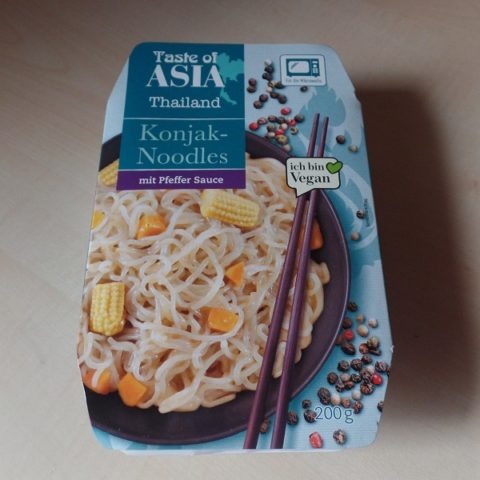 Taste of
ASIA
Thailand
Konjak-
Noodles
mit Pfeffer Sauce
ich bin
Vegan
200g